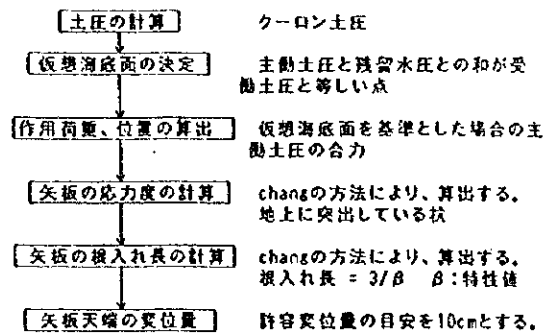 土圧の計算 クーロン土圧
仮想海底面の決定 主働土圧と残留水圧との和が受
働土圧と等しい点
作用荷重、位置の算出 仮想海底面を基準とした場合の主
働土圧の合力
矢板の応力度の計算 changの方法により、算出する。
地上に突出している杭
矢板の根入れ長の計算 changの方法により、算出する。
根入れ長 = 3/β β:特性値
矢板天端の変位量 許容変位量の目安を10cmとする。